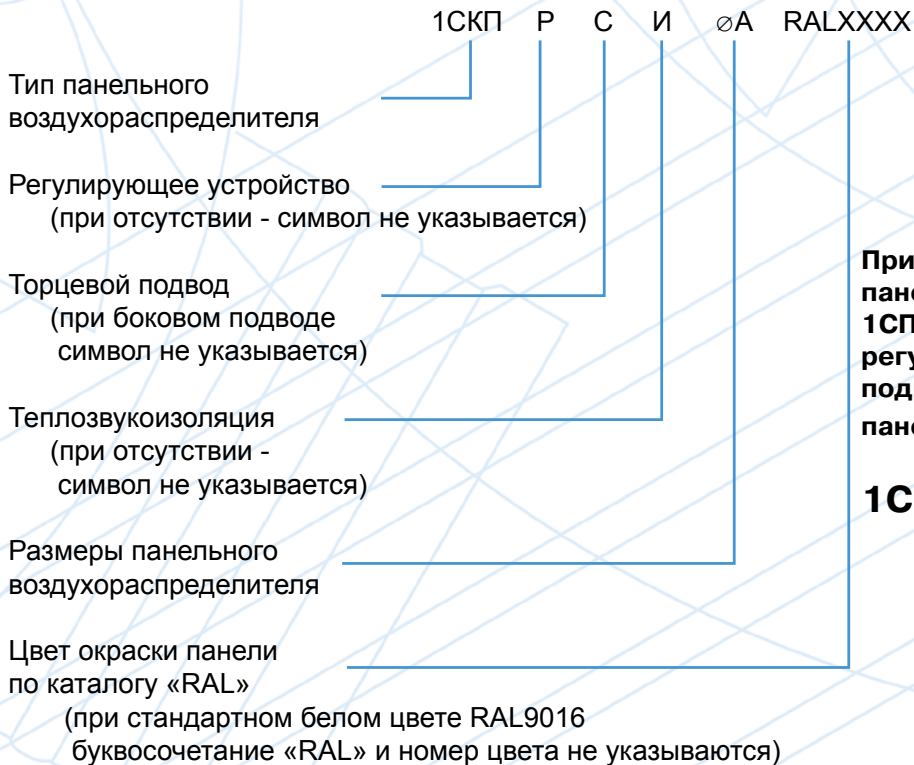 1СКП Р С И ⌀А RALXXXX
Тип панельного
воздухораспределителя
Регулирующее устройство
(при отсутствии - символ не указывается)
Торцевой подвод
(при боковом подводе
символ не указывается)
Теплозвукоизоляция
(при отсутствии -
символ не указывается)
Размеры панельного
воздухораспределителя
Цвет окраски панели
по каталогу «RAL»
(при стандартном белом цвете RAL9016
буквосочетание «RAL» и номер цвета не указываются)